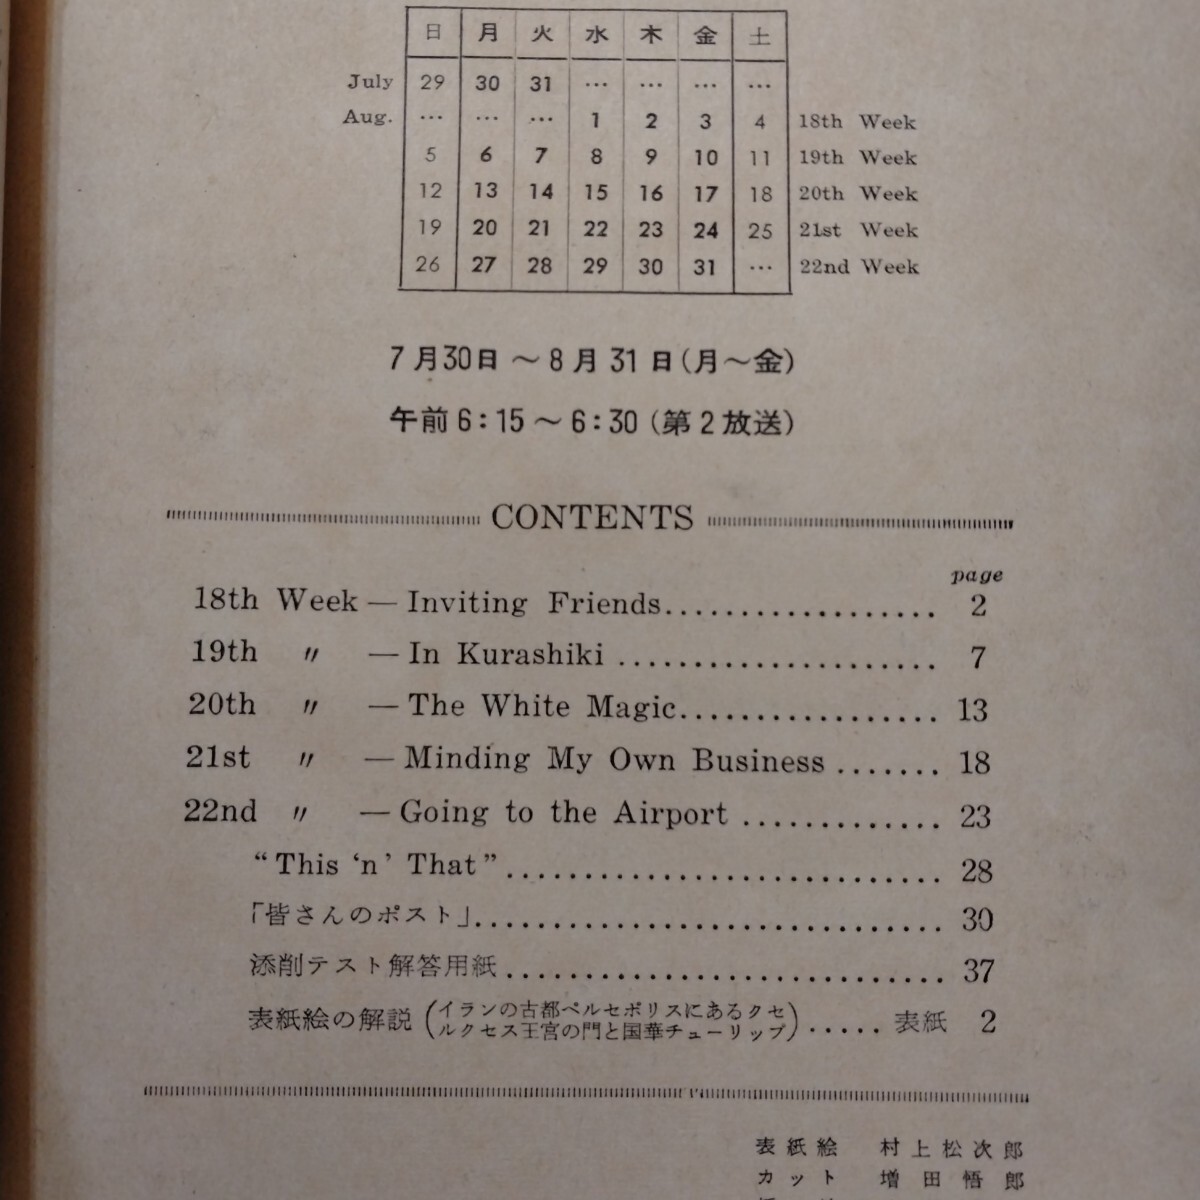 日 月 火 水 木 金 土
July 29 30 31 … … … …
Aug. … … … 1 2 3 4 18th Week
5 6 7 8 9 10 11 19th Week
12 13 14 15 16 17 18 20th Week
19 20 21 22 23 24 25 21st Week
26 27 28 29 30 31 … 22nd Week
7月30日～8月31日(月～金)
午前6:15～6:30(第2放送)
CONTENTS
page
18th Week — Inviting Friends.................. 2
19th 〃 — In Kurashiki ..................... 7
20th 〃 — The White Magic................. 13
21st 〃 — Minding My Own Business ....... 18
22nd 〃 — Going to the Airport ............. 23
“This ‘n’ That”............................. 28
「皆さんのポスト」............................... 30
添削テスト解答用紙............................. 37
表紙絵の解説(イランの古都ペルセポリスにあるクセ
ルクセス王宮の門と国華チューリップ)..... 表紙 2
表紙絵 村上松次郎
カット 増田悟郎